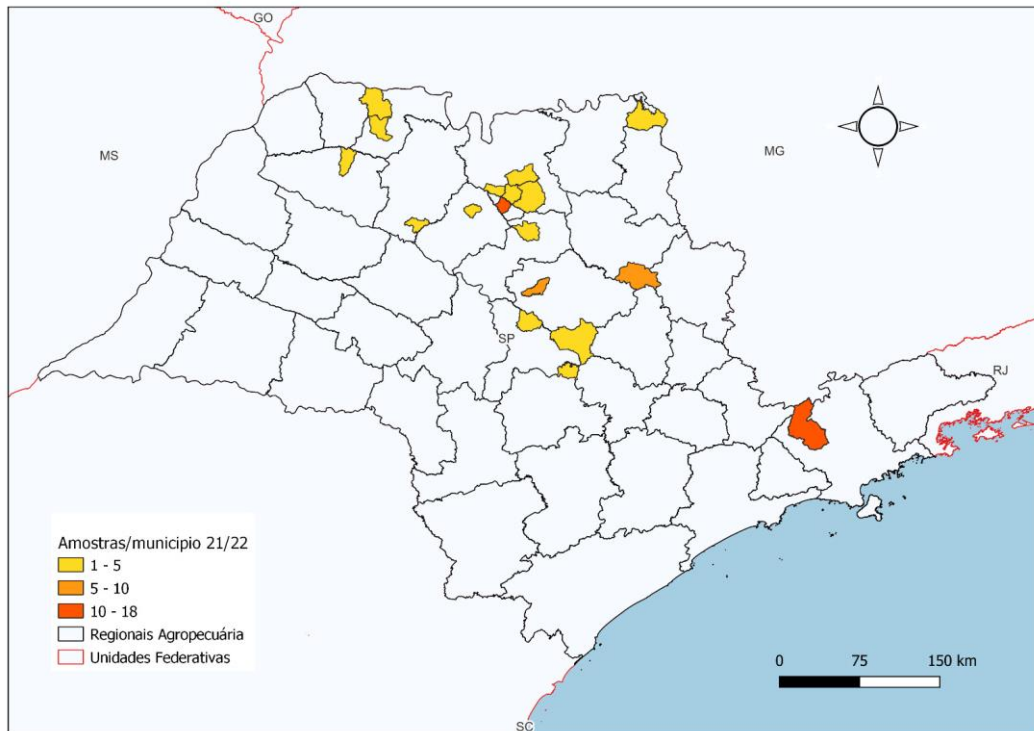 GO
MS
MG
SP
RJ
Amostras/municipio 21/22
1 - 5
5 - 10
10 - 18
Regionais Agropecuária
Unidades Federativas
0 75 150 km
SC